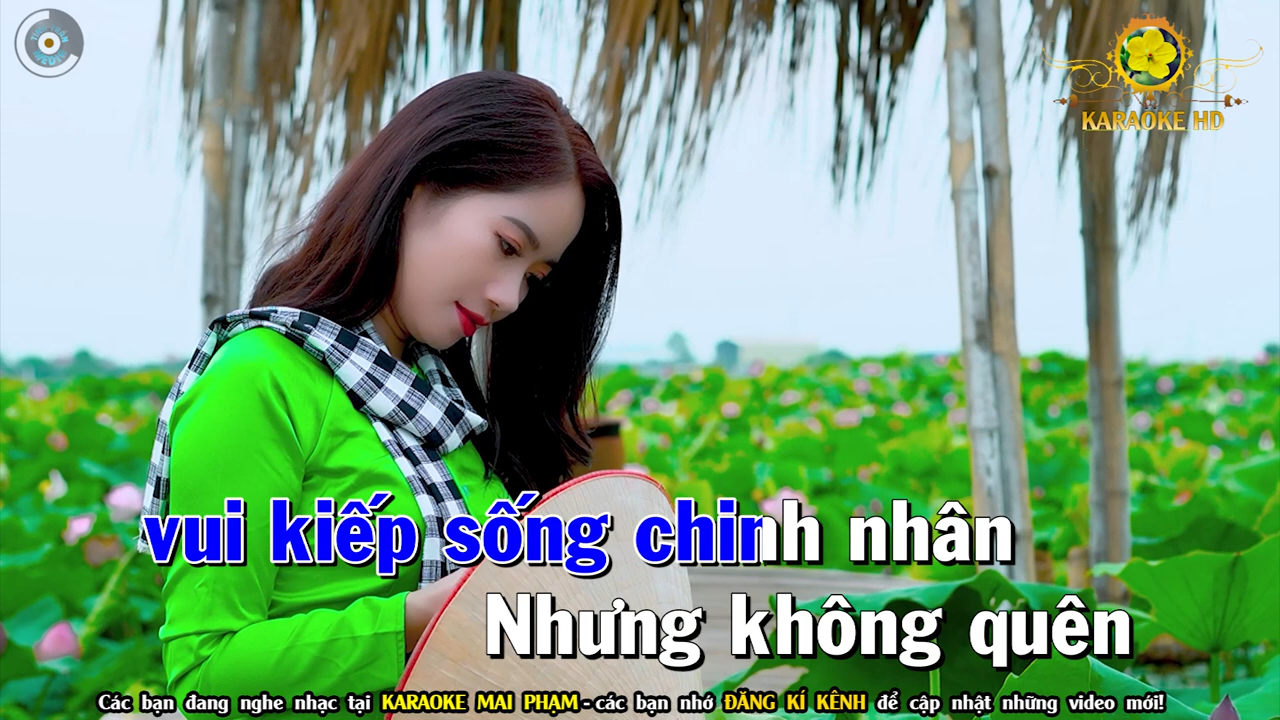 KARAOKE HD
vui kiếp sống chinh nhân
Nhưng không quên
Các bạn đang nghe nhạc tại KARAOKE MAI PHẠM - các bạn nhớ ĐĂNG KÍ KÊNH để cập nhật những video mới!